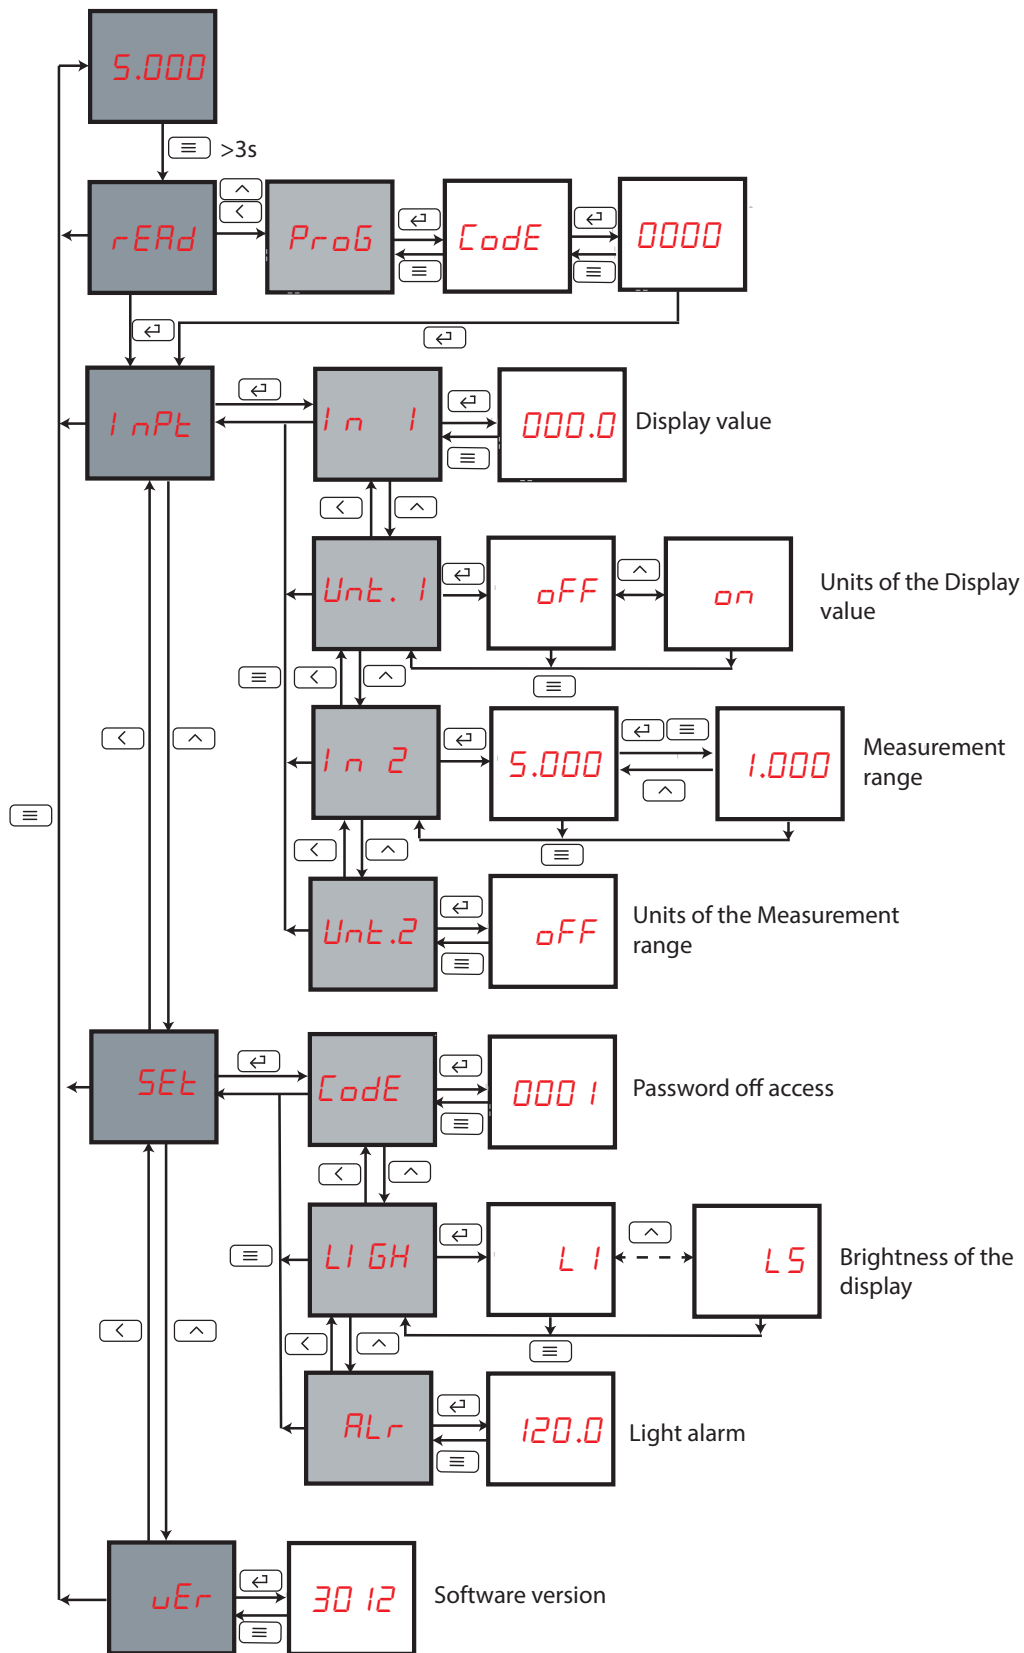 5.000
>3s
rEAd
ProG
CodE
0000
InPt
In 1
000.0
Display value
Unt. 1
oFF
on
Units of the Display
value
In 2
5.000
1.000
Measurement
range
Unt.2
oFF
Units of the Measurement
range
SEt
CodE
0001
Password off access
LIGH
L1
L5
Brightness of the
display
ALr
120.0
Light alarm
vEr
3012
Software version